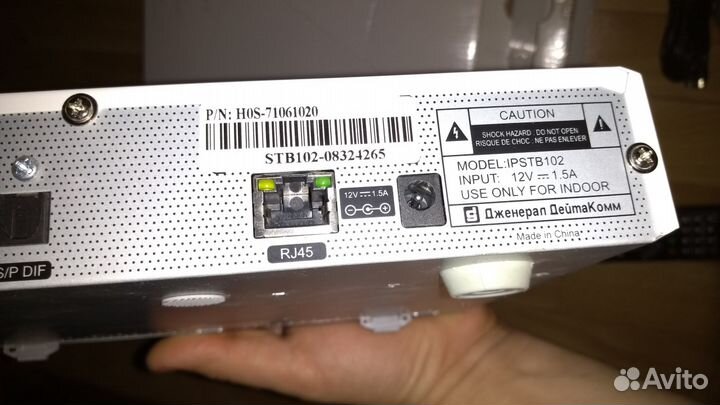 P/N: H0S-71061020
STB102-08324265
CAUTION
SHOCK HAZARD : DO NOT OPEN
RISQUE DE CHOC : NE PAS ENLEVER
MODEL:IPSTB102
INPUT: 12V⎓1.5A
USE ONLY FOR INDOOR
Дженерал ДейтаКомм
Made in China
12V⎓1.5A
RJ45
S/P DIF
Avito